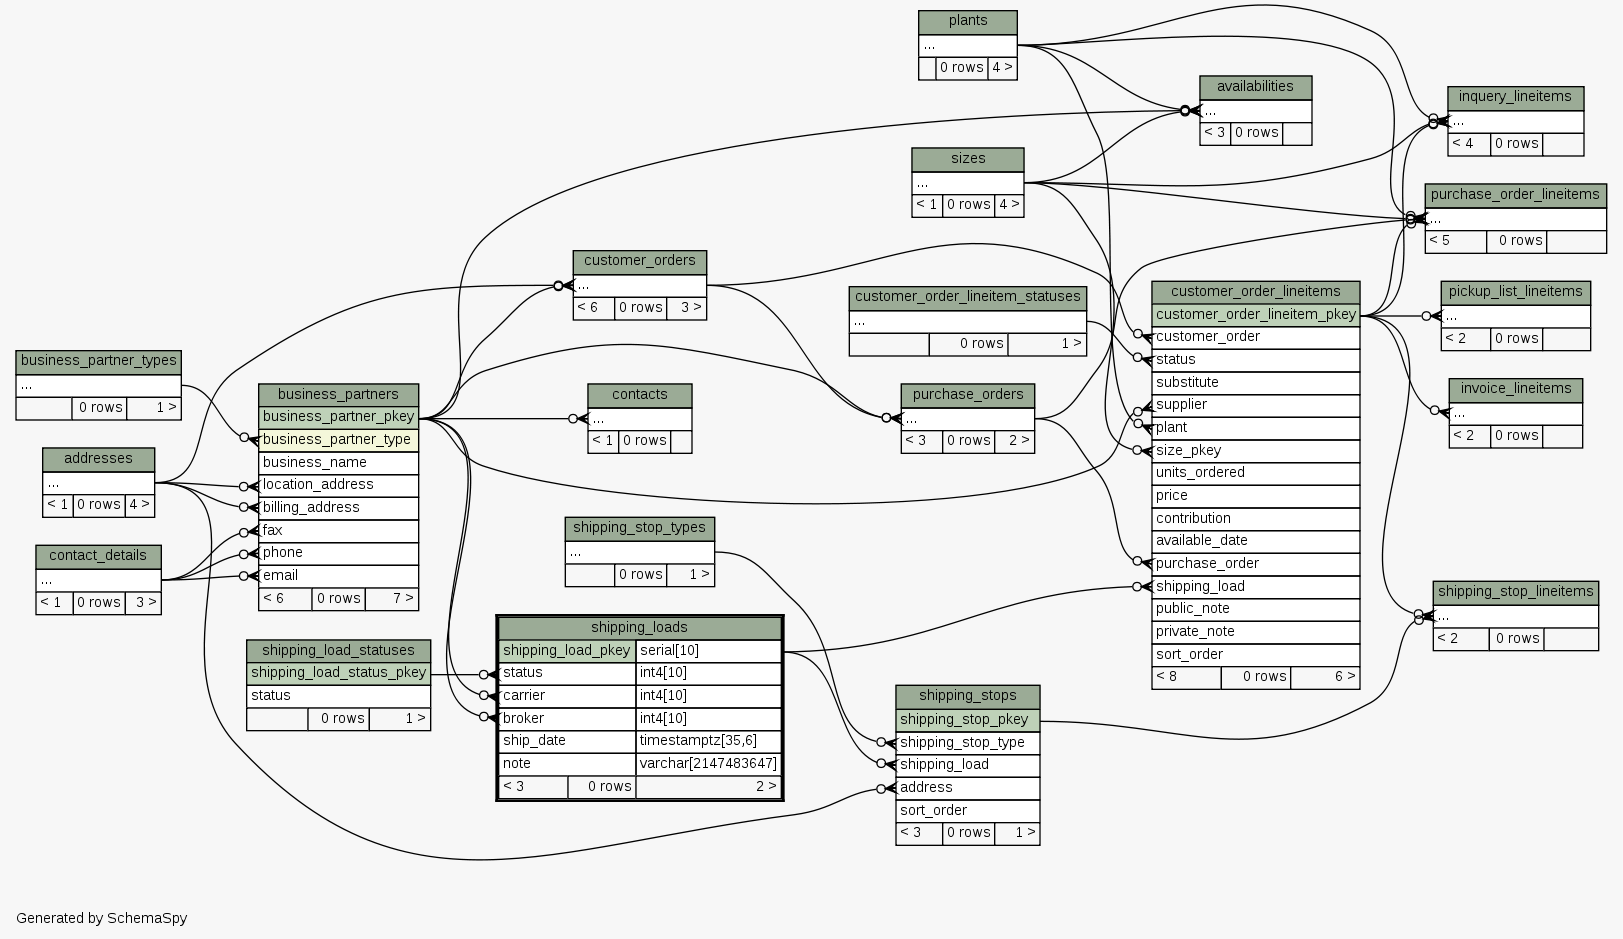 plants
...
0 rows 4 >
availabilities
...
< 3 0 rows
inquery_lineitems
...
< 4 0 rows
sizes
...
< 1 0 rows 4 >
purchase_order_lineitems
...
< 5 0 rows
customer_orders
...
< 6 0 rows 3 >
customer_order_lineitem_statuses
...
0 rows 1 >
customer_order_lineitems
customer_order_lineitem_pkey
customer_order
status
substitute
supplier
plant
size_pkey
units_ordered
price
contribution
available_date
purchase_order
shipping_load
public_note
private_note
sort_order
< 8 0 rows 6 >
pickup_list_lineitems
...
< 2 0 rows
invoice_lineitems
...
< 2 0 rows
business_partner_types
...
0 rows 1 >
business_partners
business_partner_pkey
business_partner_type
business_name
location_address
billing_address
fax
phone
email
< 6 0 rows 7 >
contacts
...
< 1 0 rows
purchase_orders
...
< 3 0 rows 2 >
addresses
...
< 1 0 rows 4 >
contact_details
...
< 1 0 rows 3 >
shipping_stop_types
...
0 rows 1 >
shipping_stop_lineitems
...
< 2 0 rows
shipping_load_statuses
shipping_load_status_pkey
status
0 rows 1 >
shipping_loads
shipping_load_pkey serial[10]
status int4[10]
carrier int4[10]
broker int4[10]
ship_date timestamptz[35,6]
note varchar[2147483647]
< 3 0 rows 2 >
shipping_stops
shipping_stop_pkey
shipping_stop_type
shipping_load
address
sort_order
< 3 0 rows 1 >
Generated by SchemaSpy